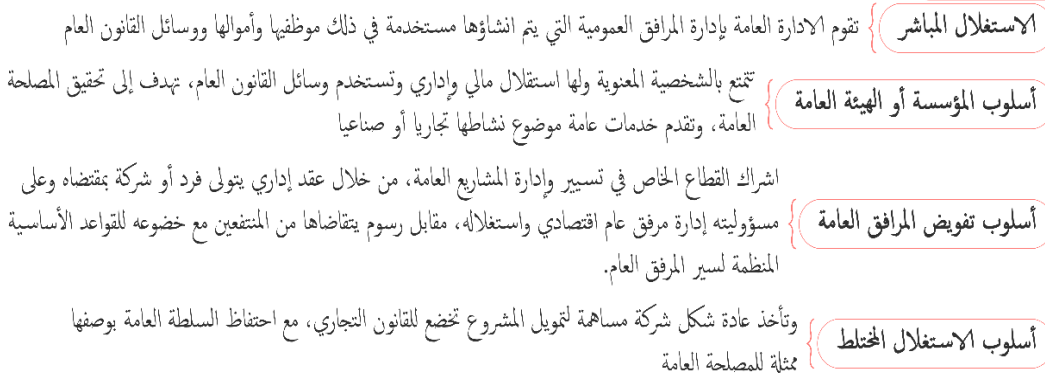 الاستغلال المباشر
تقوم الادارة العامة بإدارة المرافق العمومية التي يتم انشاؤها مستخدمة في ذلك موظفيها وأموالها ووسائل القانون العام
أسلوب المؤسسة أو الهيئة العامة
تتمتع بالشخصية المعنوية ولها استقلال مالي وإداري وتستخدم وسائل القانون العام، تهدف إلى تحقيق المصلحة
العامة، وتقدم خدمات عامة موضوع نشاطها تجاريا أو صناعيا
أسلوب تفويض المرافق العامة
اشراك القطاع الخاص في تسيير وإدارة المشاريع العامة، من خلال عقد إداري يتولى فرد أو شركة بمقتضاه وعلى
مسؤوليته إدارة مرفق عام اقتصادي واستغلاله، مقابل رسوم يتقاضاها من المنتفعين مع خضوعه للقواعد الأساسية
المنظمة لسير المرفق العام.
أسلوب الاستغلال المختلط
وتأخذ عادة شكل شركة مساهمة لتمويل المشروع تخضع للقانون التجاري، مع احتفاظ السلطة العامة بوصفها
ممثلة للمصلحة العامة